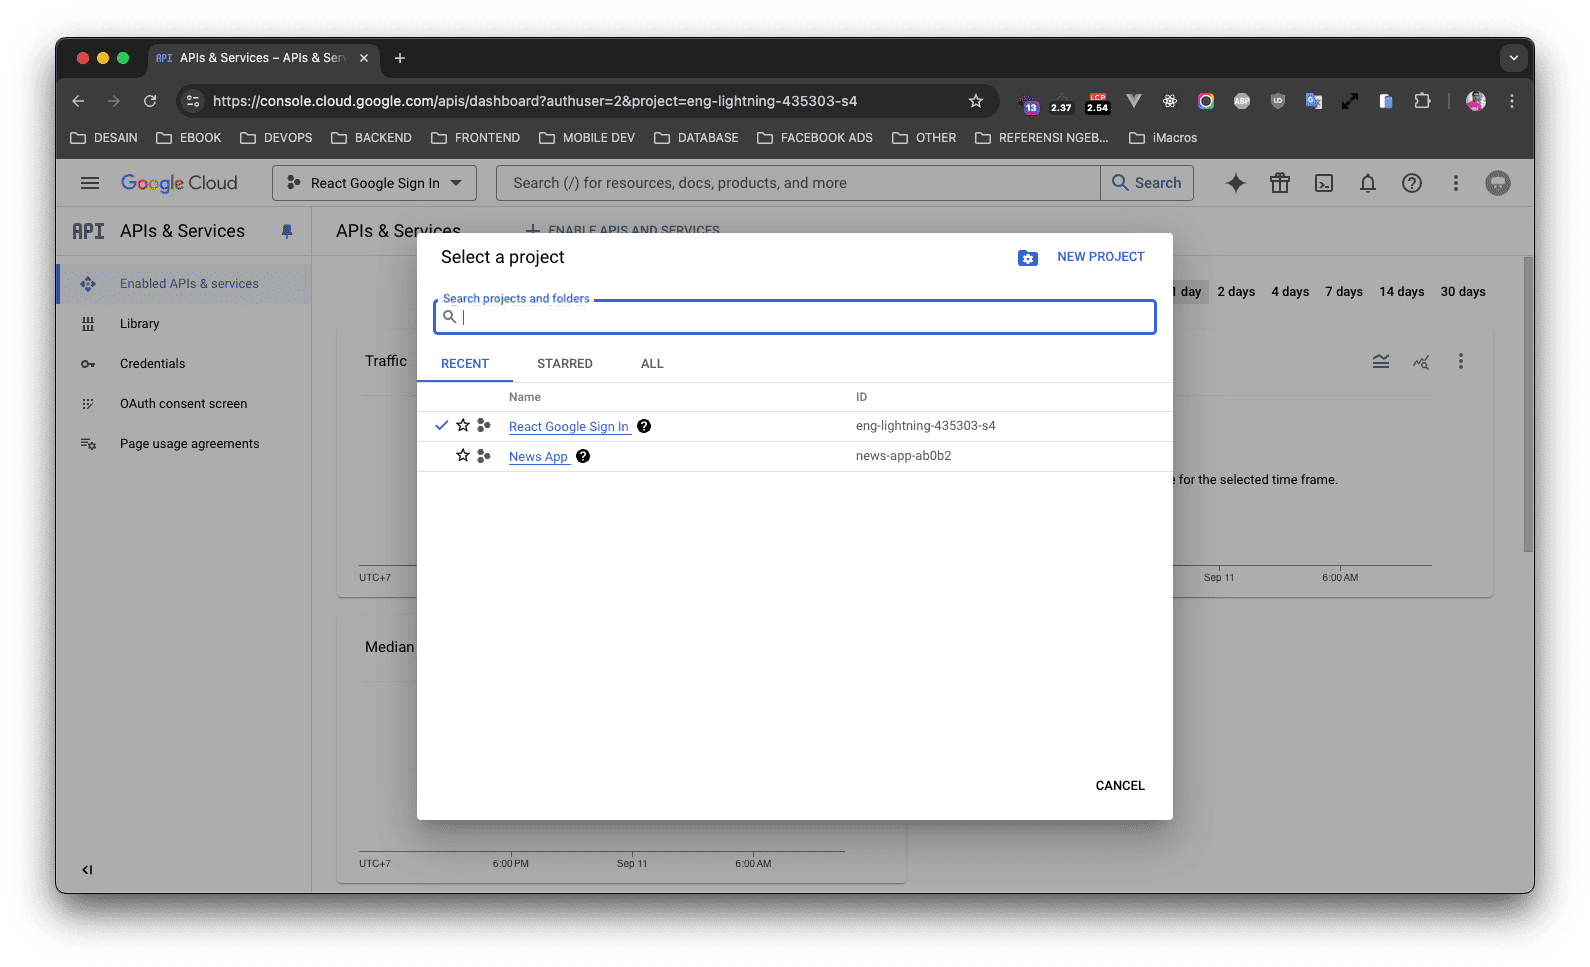 API APIs & Services – APIs & Ser
https://console.cloud.google.com/apis/dashboard?authuser=2&project=eng-lightning-435303-s4
13 2.37 LCP 2.54 ABP
DESAIN EBOOK DEVOPS BACKEND FRONTEND MOBILE DEV DATABASE FACEBOOK ADS OTHER REFERENSI NGEB... iMacros
Google Cloud React Google Sign In Search (/) for resources, docs, products, and more Search
API APIs & Services
APIs & Services ENABLE APIS AND SERVICES
Enabled APIs & services
Library
Credentials
OAuth consent screen
Page usage agreements
1 day 2 days 4 days 7 days 14 days 30 days
Traffic
for the selected time frame.
UTC+7 Sep 11 6:00 AM
Median
UTC+7 6:00 PM Sep 11 6:00 AM
Select a project NEW PROJECT
Search projects and folders
RECENT STARRED ALL
Name ID
React Google Sign In eng-lightning-435303-s4
News App news-app-ab0b2
CANCEL